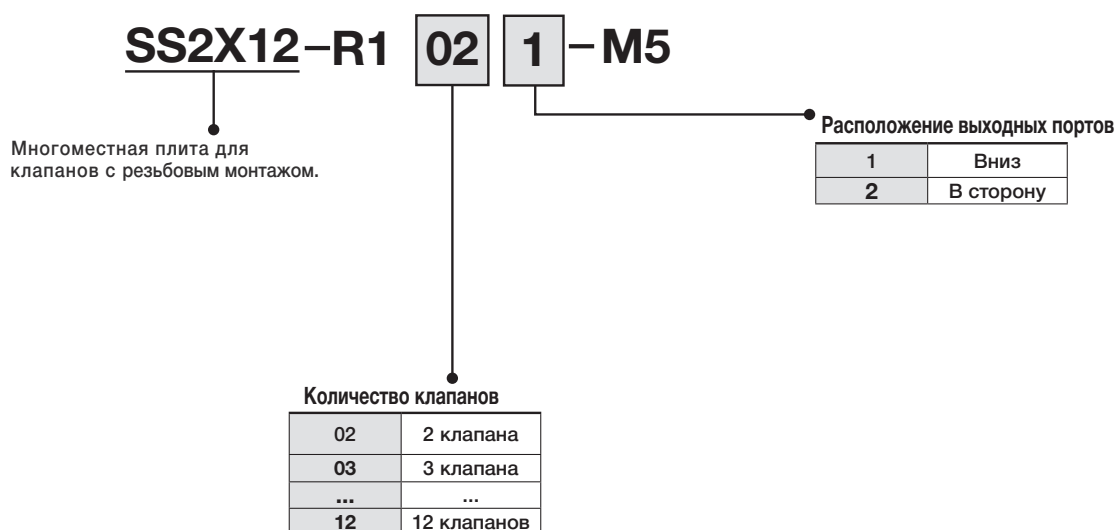 SS2X12-R1 02 1-M5
Многоместная плита для
клапанов с резьбовым монтажом.
Расположение выходных портов
1 Вниз
2 В сторону
Количество клапанов
02 2 клапана
03 3 клапана
... ...
12 12 клапанов